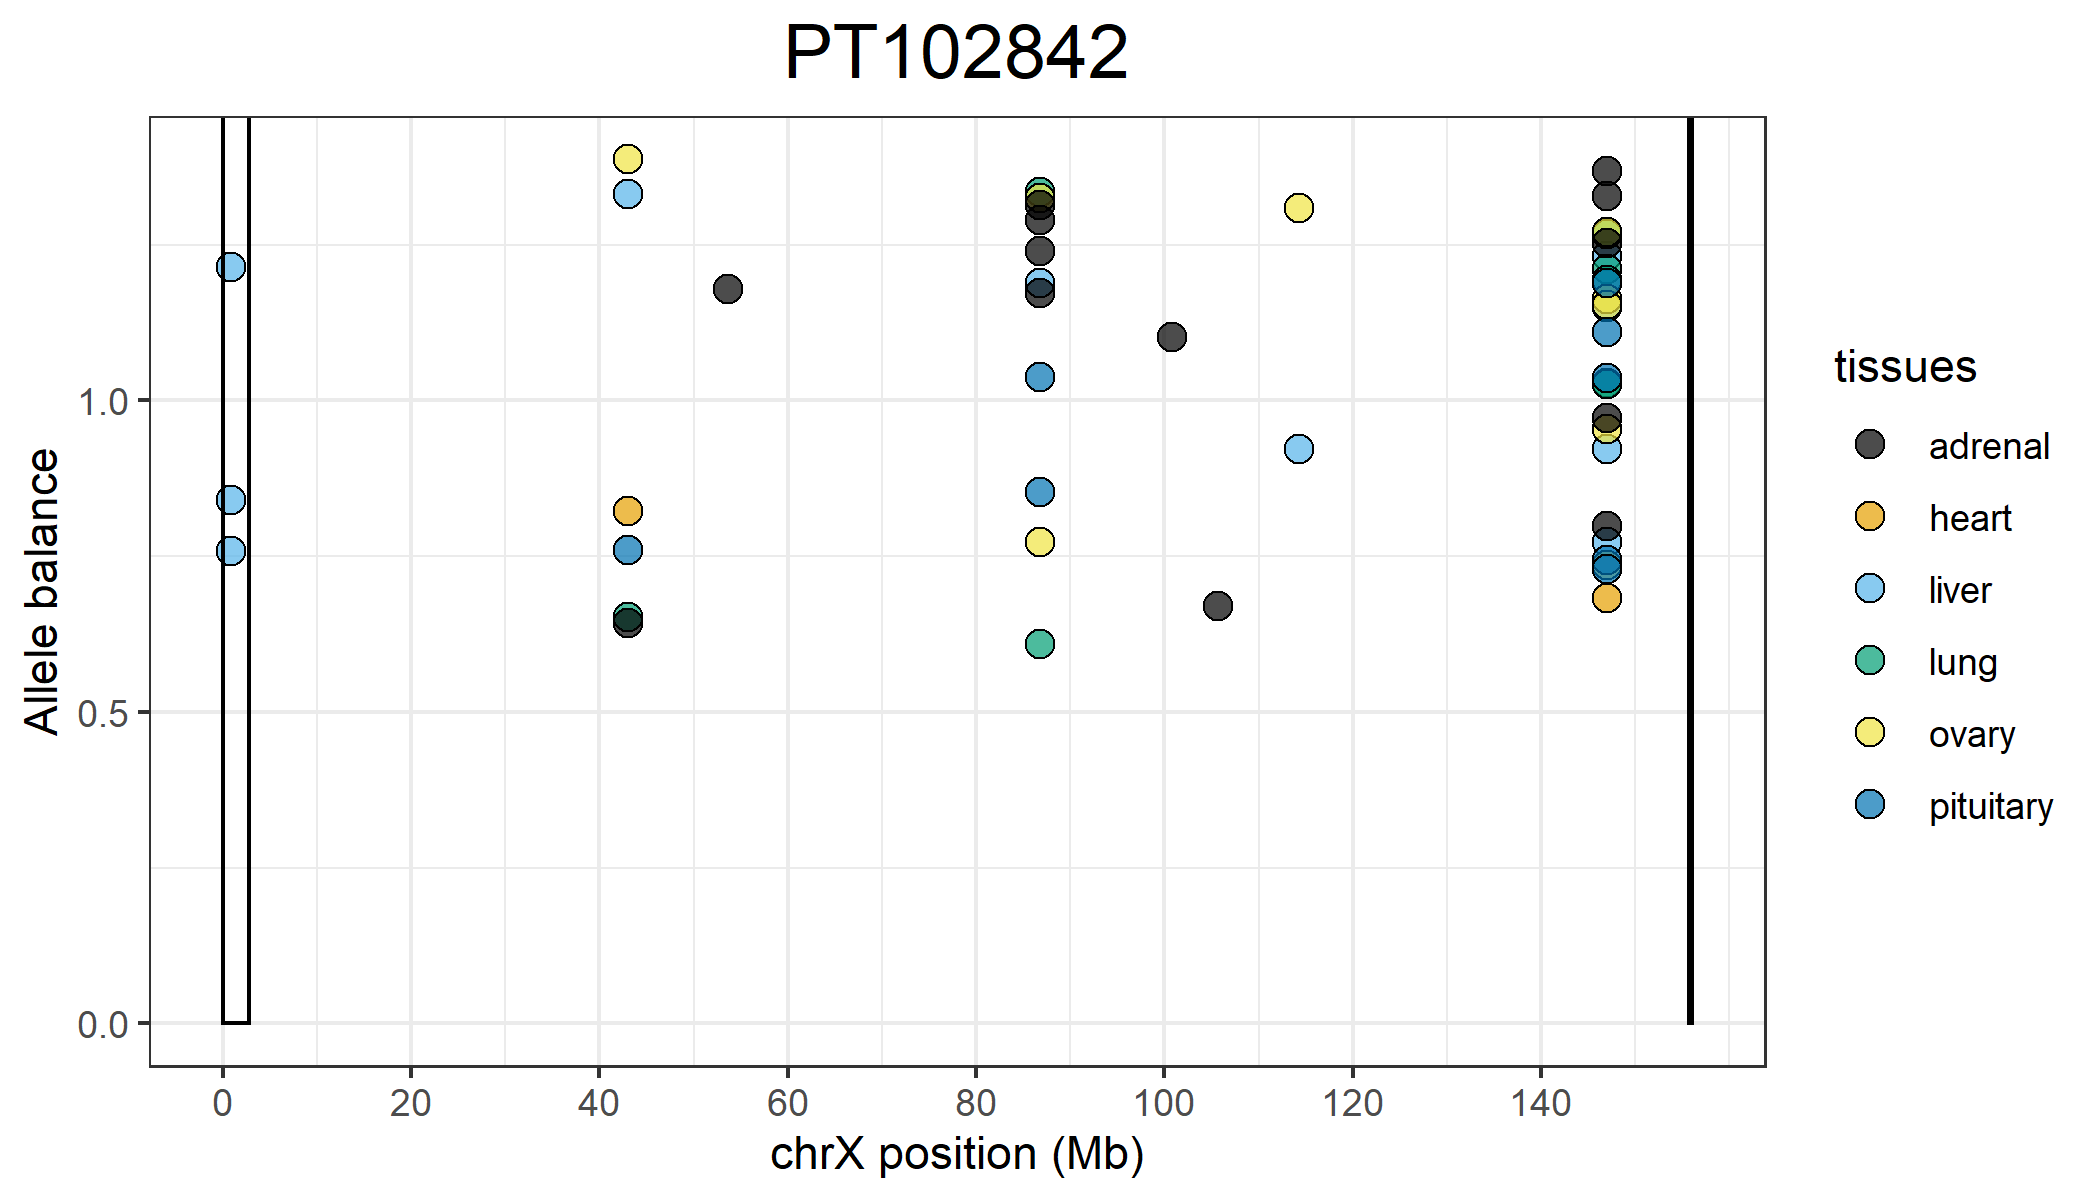 PT102842
Allele balance
1.0
0.5
0.0
0 20 40 60 80 100 120 140
chrX position (Mb)
tissues
adrenal
heart
liver
lung
ovary
pituitary